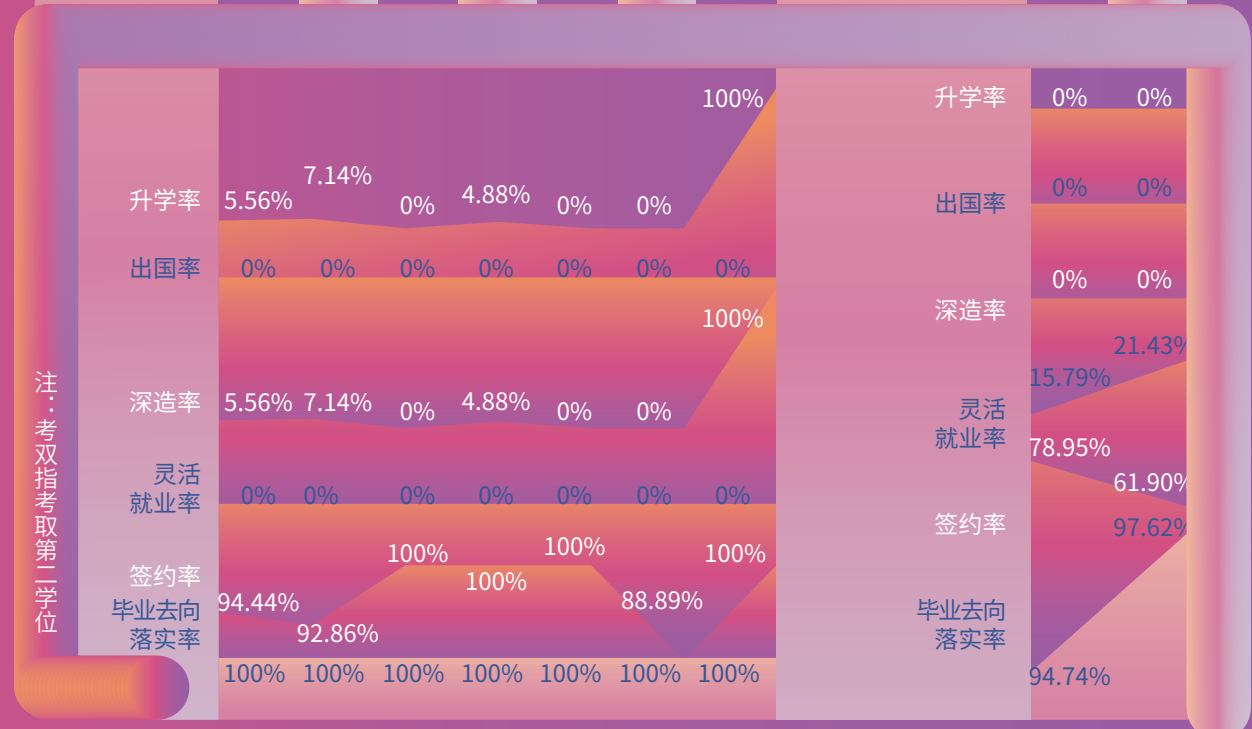 注：考双指考取第二学位
升学率 5.56% 7.14% 0% 4.88% 0% 0% 100%
出国率 0% 0% 0% 0% 0% 0% 0%
深造率 5.56% 7.14% 0% 4.88% 0% 0% 100%
灵活
就业率 0% 0% 0% 0% 0% 0% 0%
签约率 94.44% 92.86% 100% 100% 100% 88.89% 100%
毕业去向
落实率 100% 100% 100% 100% 100% 100% 100%
升学率 0% 0%
出国率 0% 0%
深造率 0% 0%
灵活
就业率 15.79% 21.43%
签约率 78.95% 61.90%
毕业去向
落实率 94.74% 97.62%